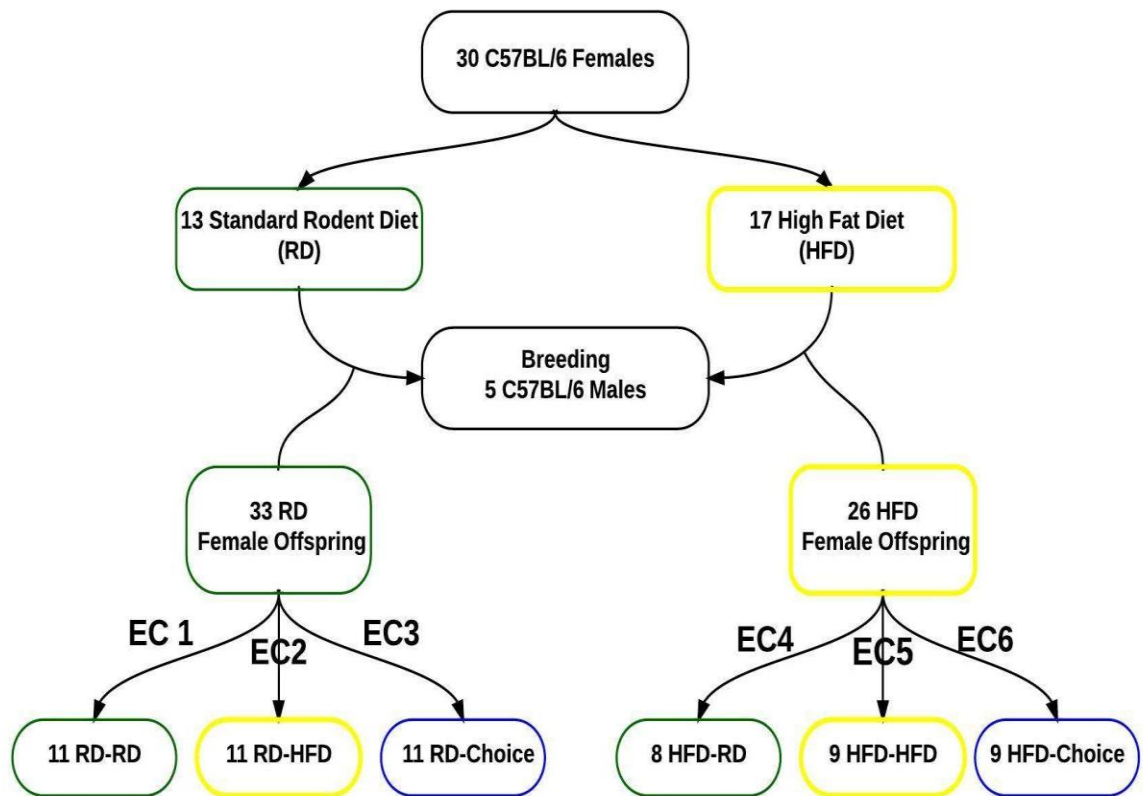 30 C57BL/6 Females
13 Standard Rodent Diet
(RD)
17 High Fat Diet
(HFD)
Breeding
5 C57BL/6 Males
33 RD
Female Offspring
26 HFD
Female Offspring
EC 1
EC2
EC3
EC4
EC5
EC6
11 RD-RD
11 RD-HFD
11 RD-Choice
8 HFD-RD
9 HFD-HFD
9 HFD-Choice